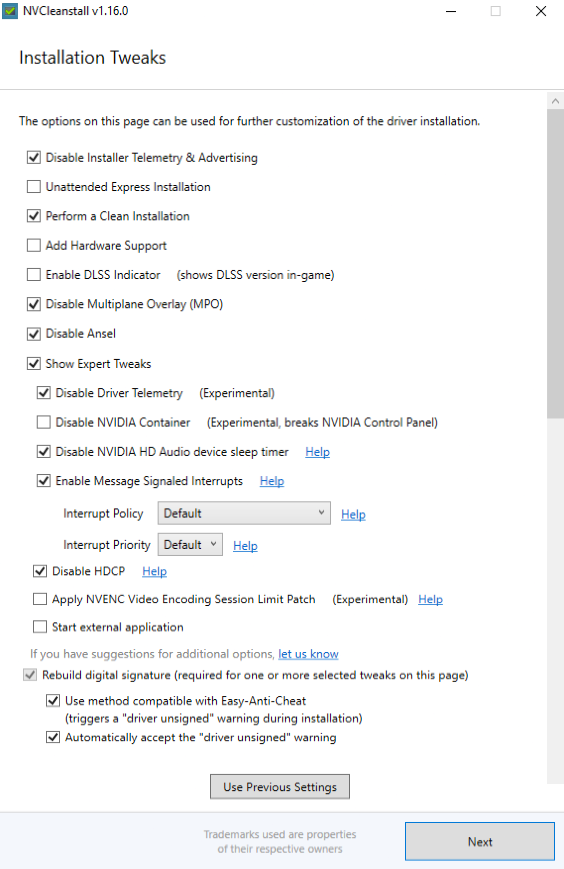 NVCleanstall v1.16.0
Installation Tweaks
The options on this page can be used for further customization of the driver installation.
Disable Installer Telemetry & Advertising
Unattended Express Installation
Perform a Clean Installation
Add Hardware Support
Enable DLSS Indicator (shows DLSS version in-game)
Disable Multiplane Overlay (MPO)
Disable Ansel
Show Expert Tweaks
Disable Driver Telemetry (Experimental)
Disable NVIDIA Container (Experimental, breaks NVIDIA Control Panel)
Disable NVIDIA HD Audio device sleep timer Help
Enable Message Signaled Interrupts Help
Interrupt Policy Default Help
Interrupt Priority Default Help
Disable HDCP Help
Apply NVENC Video Encoding Session Limit Patch (Experimental) Help
Start external application
If you have suggestions for additional options, let us know
Rebuild digital signature (required for one or more selected tweaks on this page)
Use method compatible with Easy-Anti-Cheat
(triggers a "driver unsigned" warning during installation)
Automatically accept the "driver unsigned" warning
Use Previous Settings
Trademarks used are properties
of their respective owners
Next